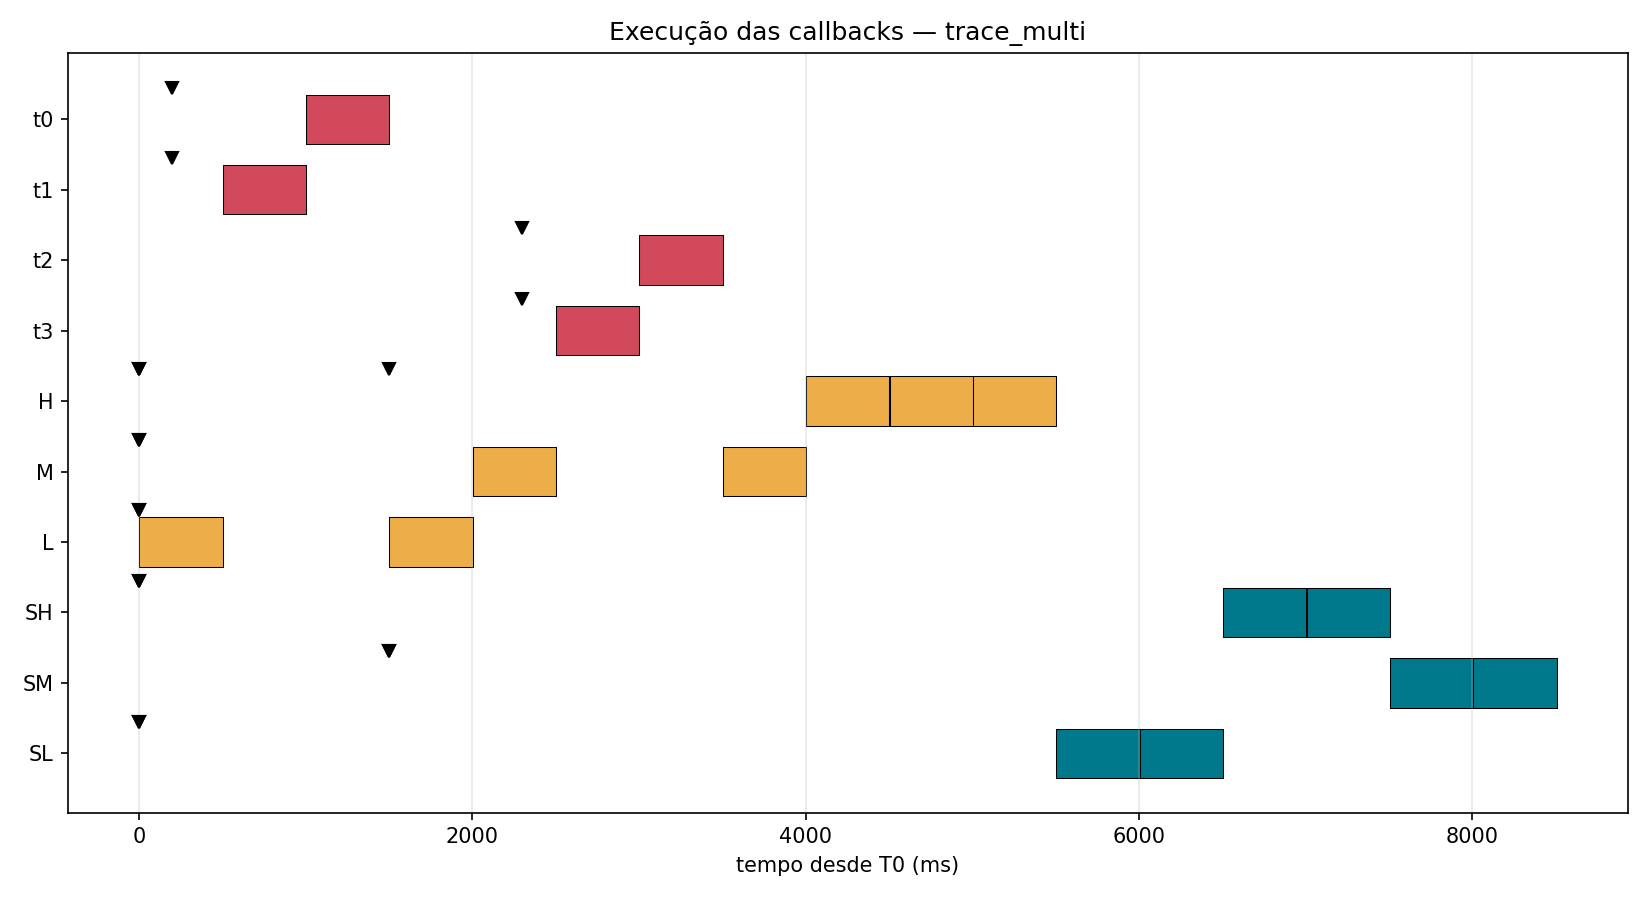 Execução das callbacks — trace_multi
t0
t1
t2
t3
H
M
L
SH
SM
SL
0 2000 4000 6000 8000
tempo desde T0 (ms)